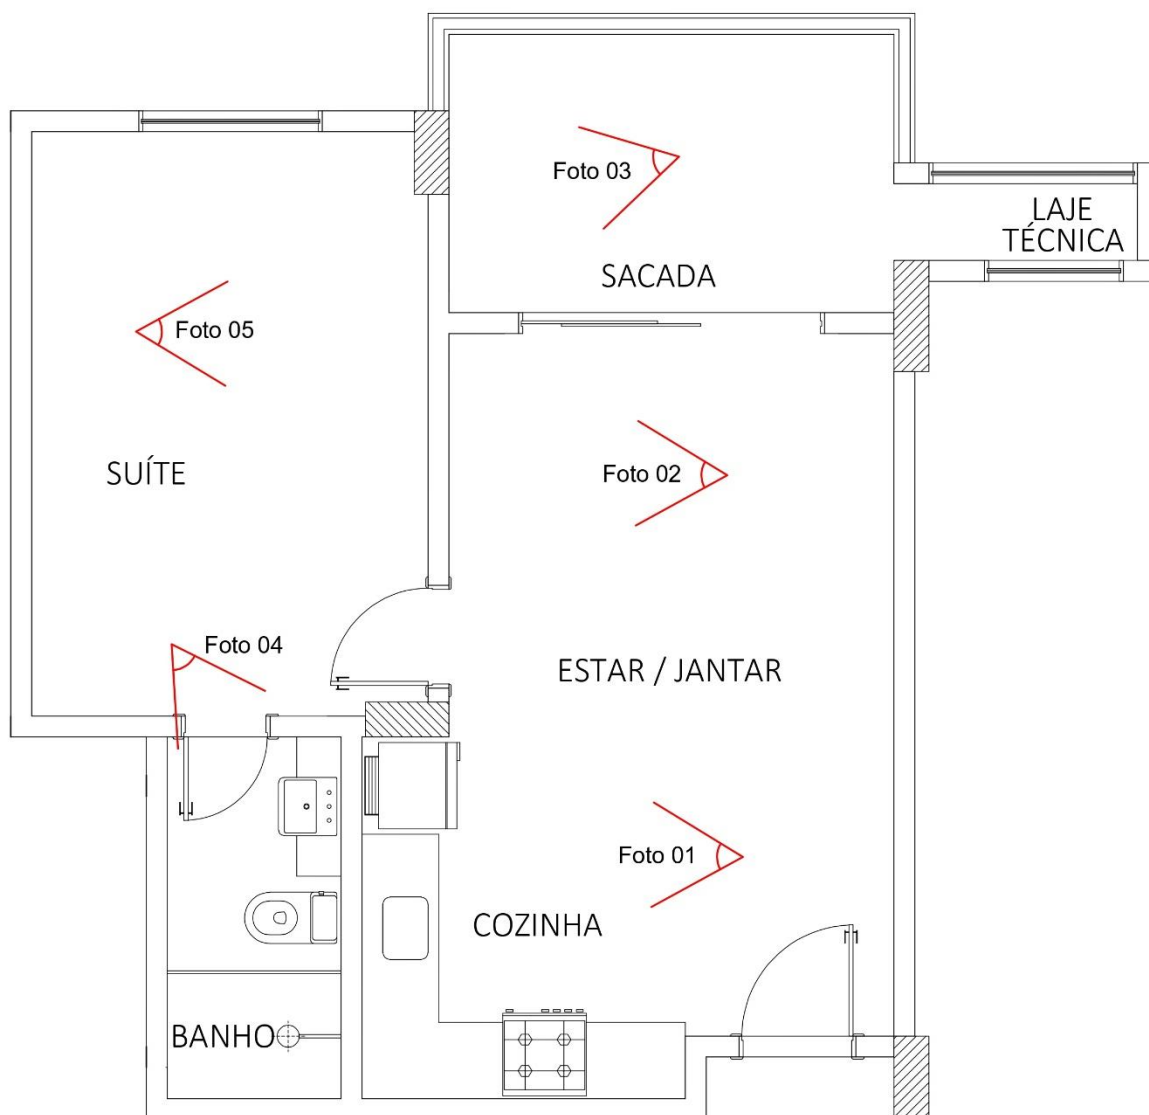 Foto 03
LAJE
TÉCNICA
SACADA
Foto 05
SUÍTE
Foto 02
Foto 04
ESTAR / JANTAR
Foto 01
COZINHA
BANHO